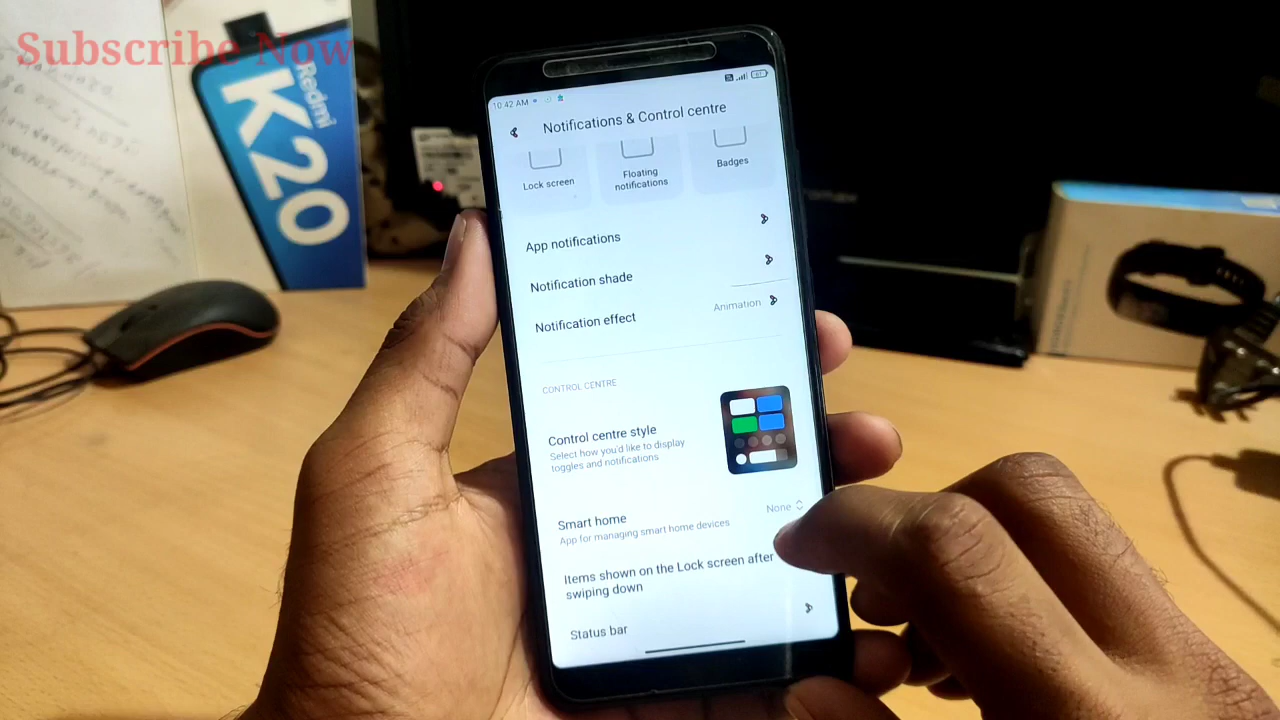 Subscribe Now
Redmi
K20
10:42 AM
67
Notifications & Control centre
Lock screen
Floating
notifications
Badges
App notifications
Notification shade
Notification effect
Animation
CONTROL CENTRE
Control centre style
Select how you'd like to display
toggles and notifications
Smart home
App for managing smart home devices
None
Items shown on the Lock screen after
swiping down
Status bar